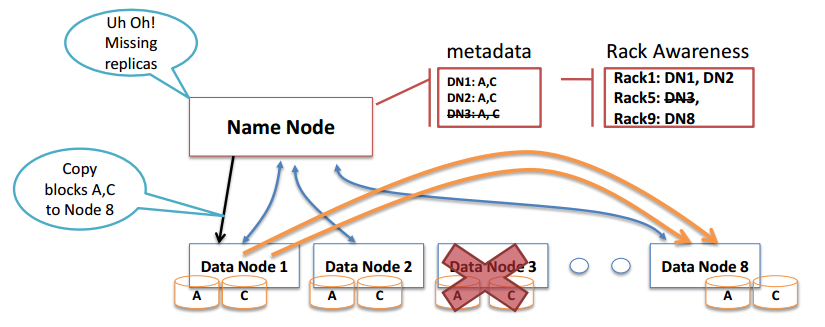 Uh Oh!
Missing
replicas
metadata
Rack Awareness
DN1: A,C
DN2: A,C
DN3: A, C
Rack1: DN1, DN2
Rack5: DN3,
Rack9: DN8
Name Node
Copy
blocks A,C
to Node 8
Data Node 1
Data Node 2
Data Node 3
Data Node 8
A
C
A
C
A
C
A
C